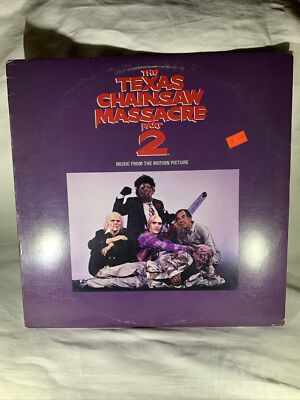 THE
TEXAS
CHAINSAW
MASSACRE
PART
2
MUSIC FROM THE MOTION PICTURE